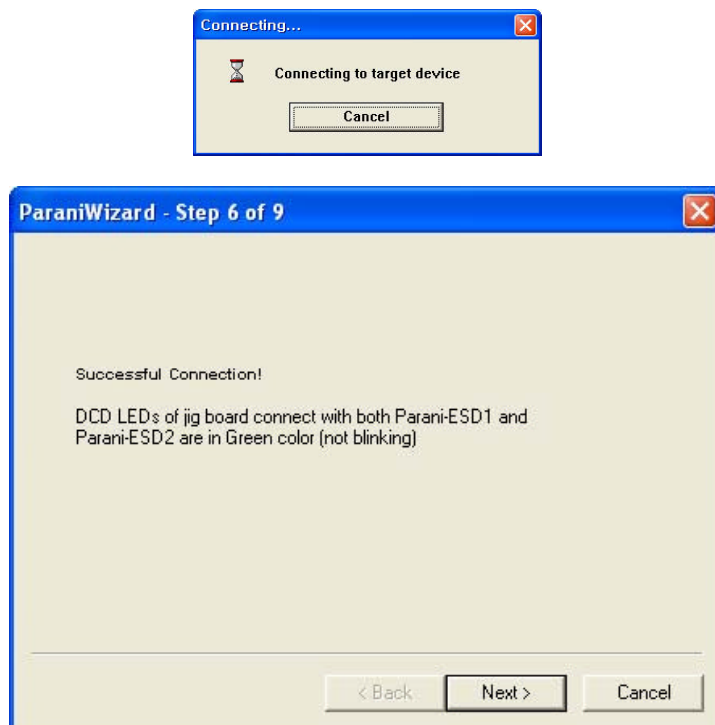 Connecting...
Connecting to target device
Cancel
ParaniWizard - Step 6 of 9
Successful Connection!
DCD LEDs of jig board connect with both Parani-ESD1 and
Parani-ESD2 are in Green color (not blinking)
< Back Next > Cancel